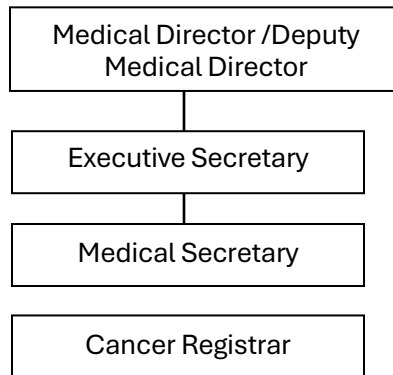 Medical Director /Deputy
Medical Director
Executive Secretary
Medical Secretary
Cancer Registrar